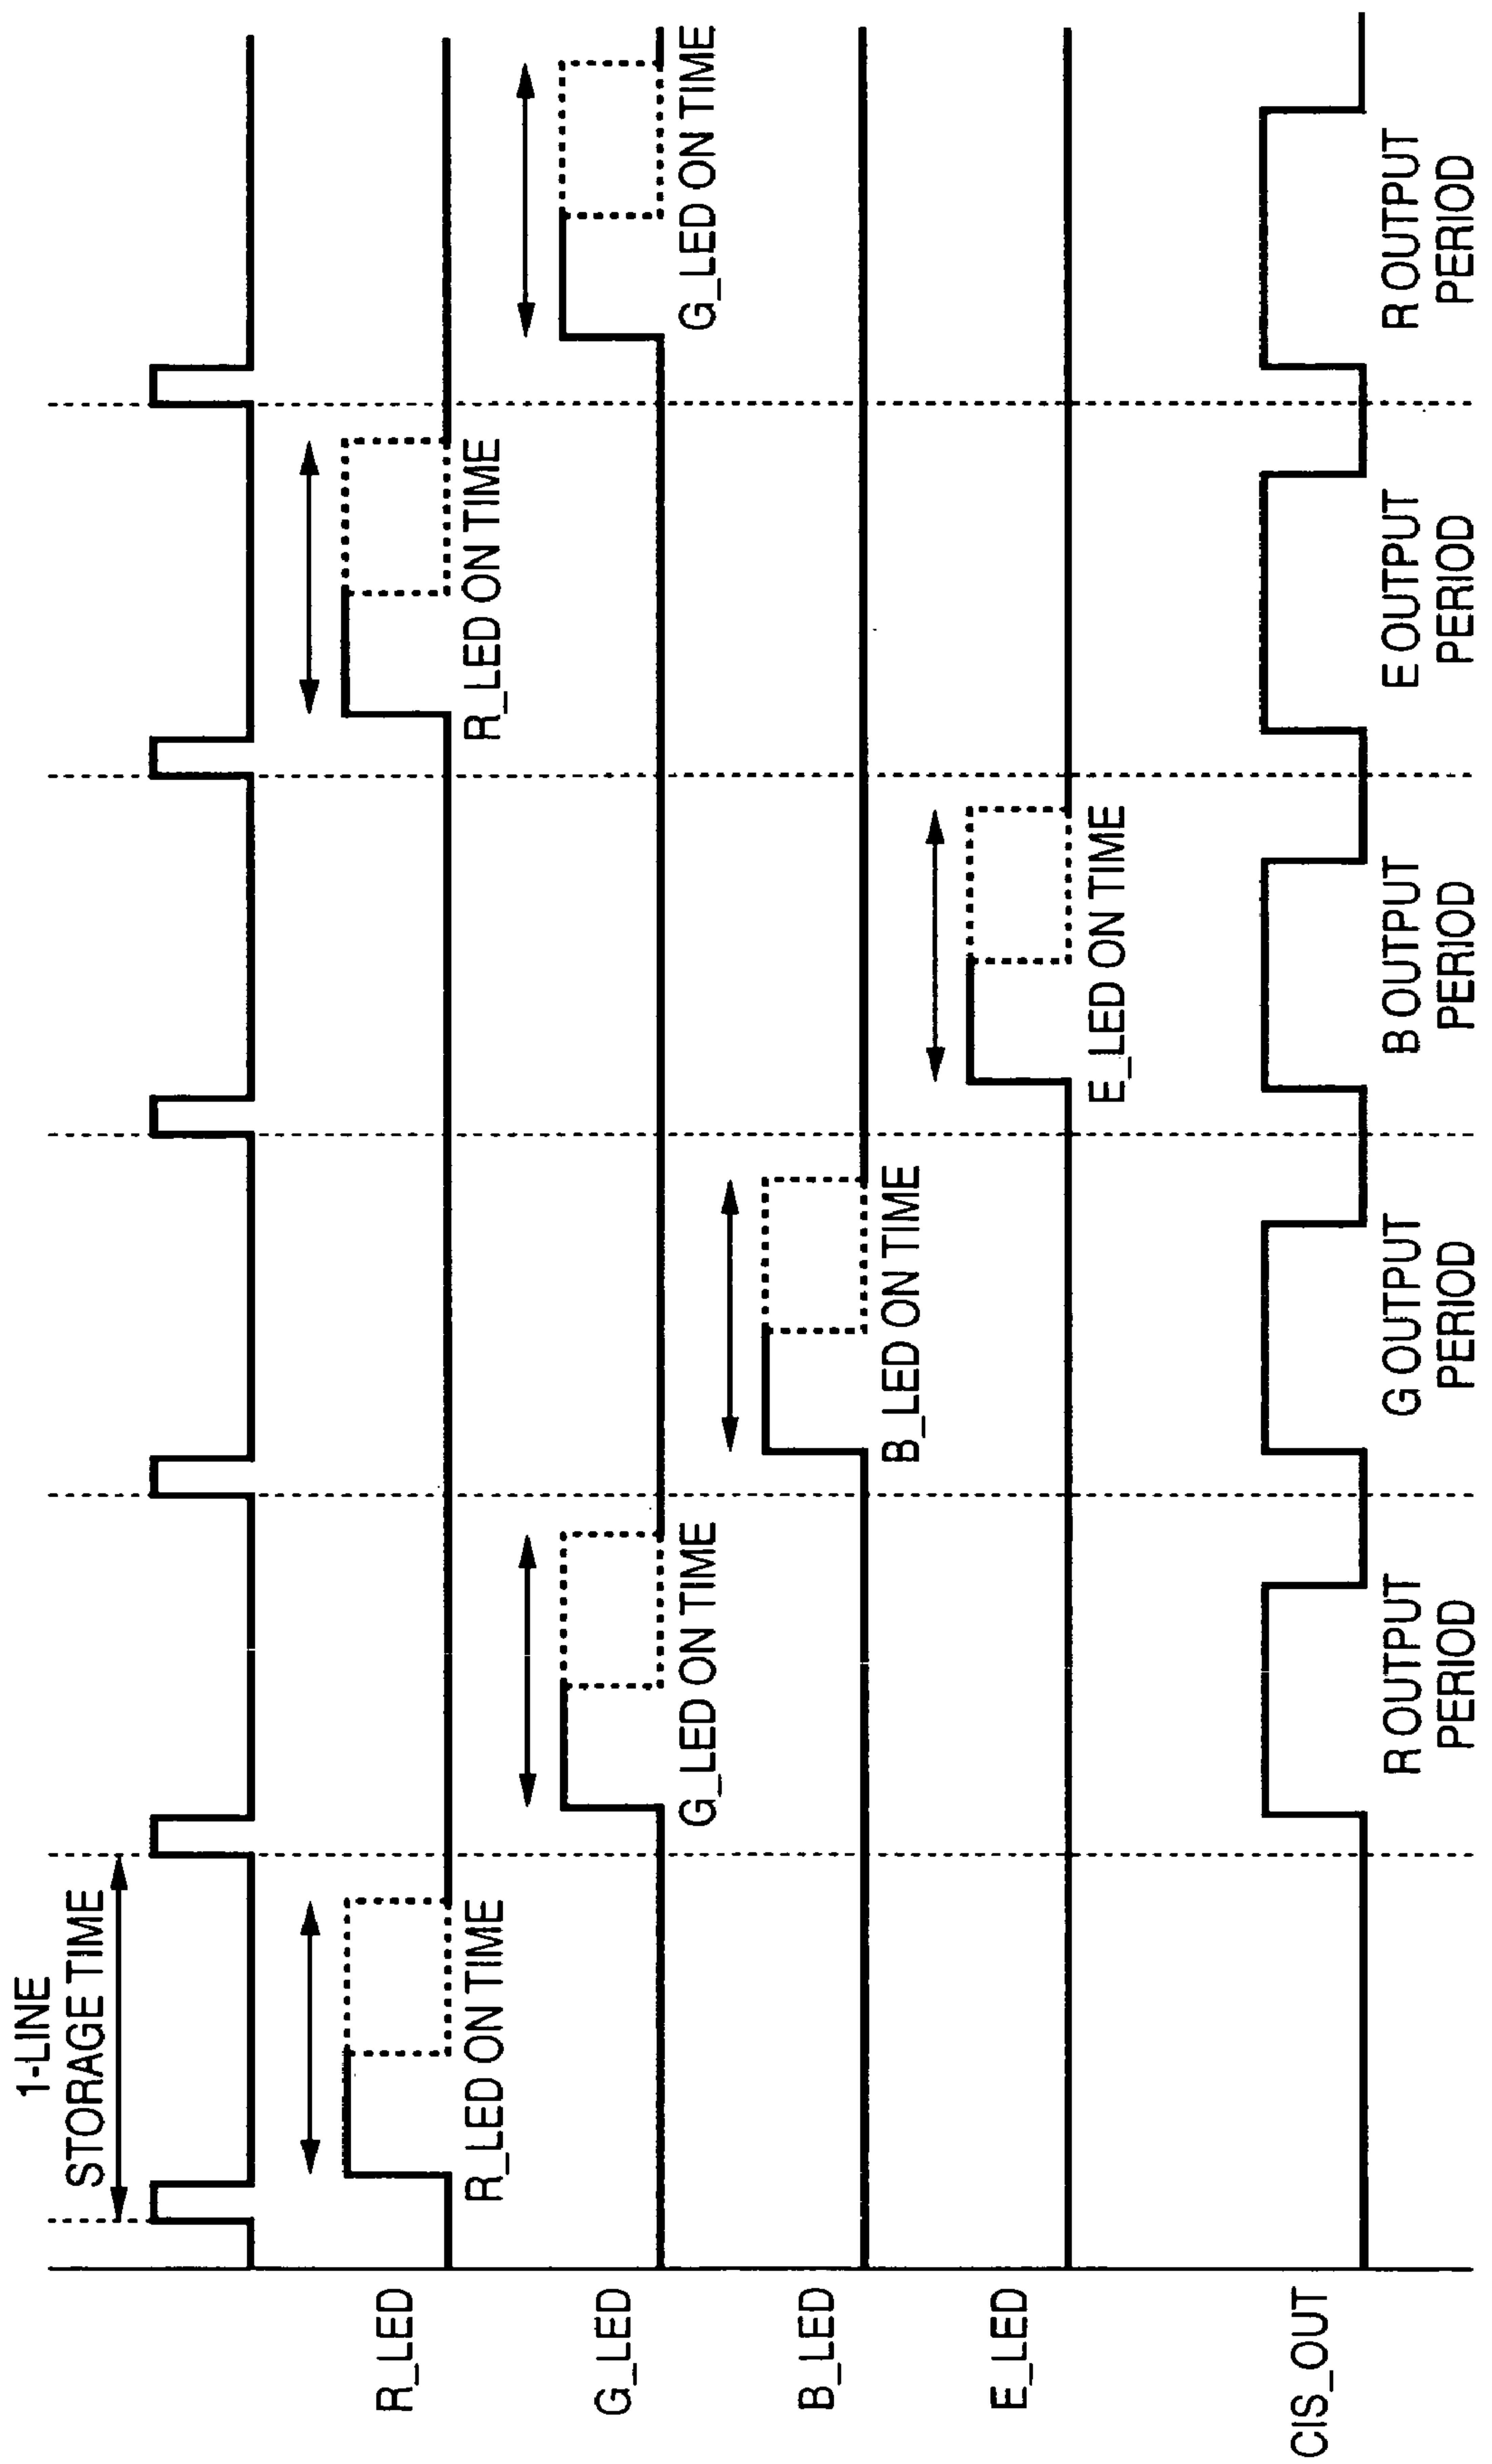 1-LINE
STORAGE TIME
R_LED
R_LED ON TIME
R_LED ON TIME
G_LED
G_LED ON TIME
G_LED ON TIME
B_LED
B_LED ON TIME
E_LED
E_LED ON TIME
CIS_OUT
R OUTPUT
PERIOD
G OUTPUT
PERIOD
B OUTPUT
PERIOD
E OUTPUT
PERIOD
R OUTPUT
PERIOD